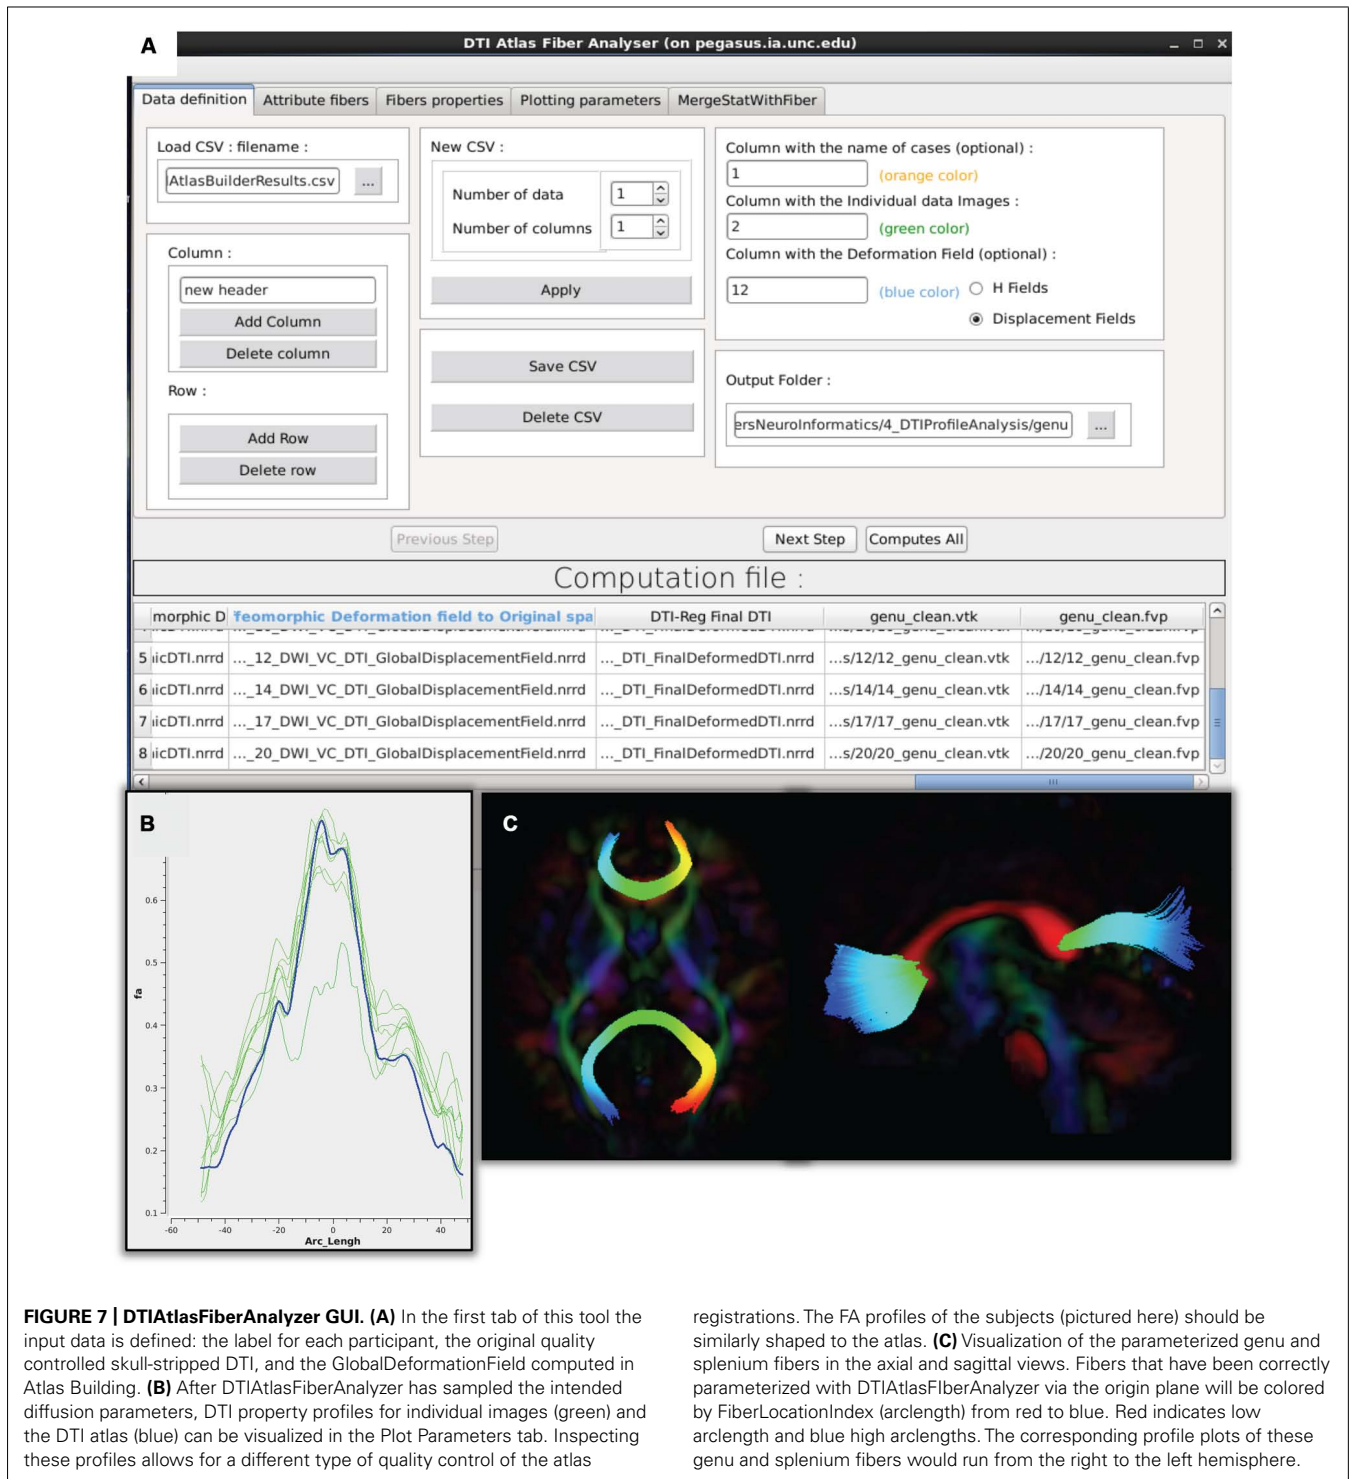 A
DTI Atlas Fiber Analyser (on pegasus.ia.unc.edu)
Data definition Attribute fibers Fibers properties Plotting parameters MergeStatWithFiber
Load CSV : filename :
AtlasBuilderResults.csv ...
Column :
new header
Add Column
Delete column
Row :
Add Row
Delete row
New CSV :
Number of data 1
Number of columns 1
Apply
Save CSV
Delete CSV
Column with the name of cases (optional) :
1 (orange color)
Column with the Individual data Images :
2 (green color)
Column with the Deformation Field (optional) :
12 (blue color) H Fields
Displacement Fields
Output Folder :
ersNeuroInformatics/4_DTIProfileAnalysis/genu ...
Previous Step Next Step Computes All
Computation file :
morphic D feomorphic Deformation field to Original spa DTI-Reg Final DTI genu_clean.vtk genu_clean.fvp
5 icDTI.nrrd ..._12_DWI_VC_DTI_GlobalDisplacementField.nrrd ..._DTI_FinalDeformedDTI.nrrd ...s/12/12_genu_clean.vtk .../12/12_genu_clean.fvp
6 icDTI.nrrd ..._14_DWI_VC_DTI_GlobalDisplacementField.nrrd ..._DTI_FinalDeformedDTI.nrrd ...s/14/14_genu_clean.vtk .../14/14_genu_clean.fvp
7 icDTI.nrrd ..._17_DWI_VC_DTI_GlobalDisplacementField.nrrd ..._DTI_FinalDeformedDTI.nrrd ...s/17/17_genu_clean.vtk .../17/17_genu_clean.fvp
8 icDTI.nrrd ..._20_DWI_VC_DTI_GlobalDisplacementField.nrrd ..._DTI_FinalDeformedDTI.nrrd ...s/20/20_genu_clean.vtk .../20/20_genu_clean.fvp
B
0.6
0.5
0.4
0.3
0.2
0.1
fa
-60 -40 -20 0 20 40
Arc_Lengh
C
FIGURE 7 | DTIAtlasFiberAnalyzer GUI. (A) In the first tab of this tool the
input data is defined: the label for each participant, the original quality
controlled skull-stripped DTI, and the GlobalDeformationField computed in
Atlas Building. (B) After DTIAtlasFiberAnalyzer has sampled the intended
diffusion parameters, DTI property profiles for individual images (green) and
the DTI atlas (blue) can be visualized in the Plot Parameters tab. Inspecting
these profiles allows for a different type of quality control of the atlas
registrations. The FA profiles of the subjects (pictured here) should be
similarly shaped to the atlas. (C) Visualization of the parameterized genu and
splenium fibers in the axial and sagittal views. Fibers that have been correctly
parameterized with DTIAtlasFIberAnalyzer via the origin plane will be colored
by FiberLocationIndex (arclength) from red to blue. Red indicates low
arclength and blue high arclengths. The corresponding profile plots of these
genu and splenium fibers would run from the right to the left hemisphere.